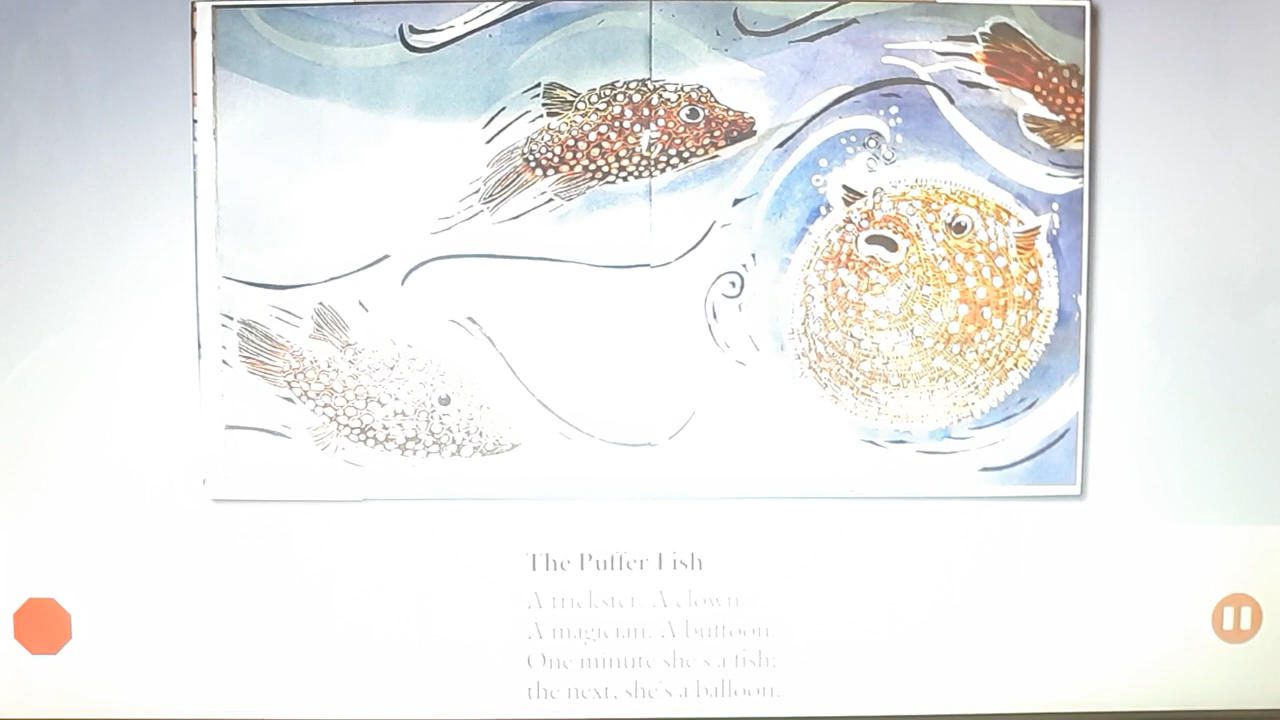 The Puffer Fish
A trickster. A clown.
A magician. A buffoon.
One minute she's a fish;
the next, she's a balloon.